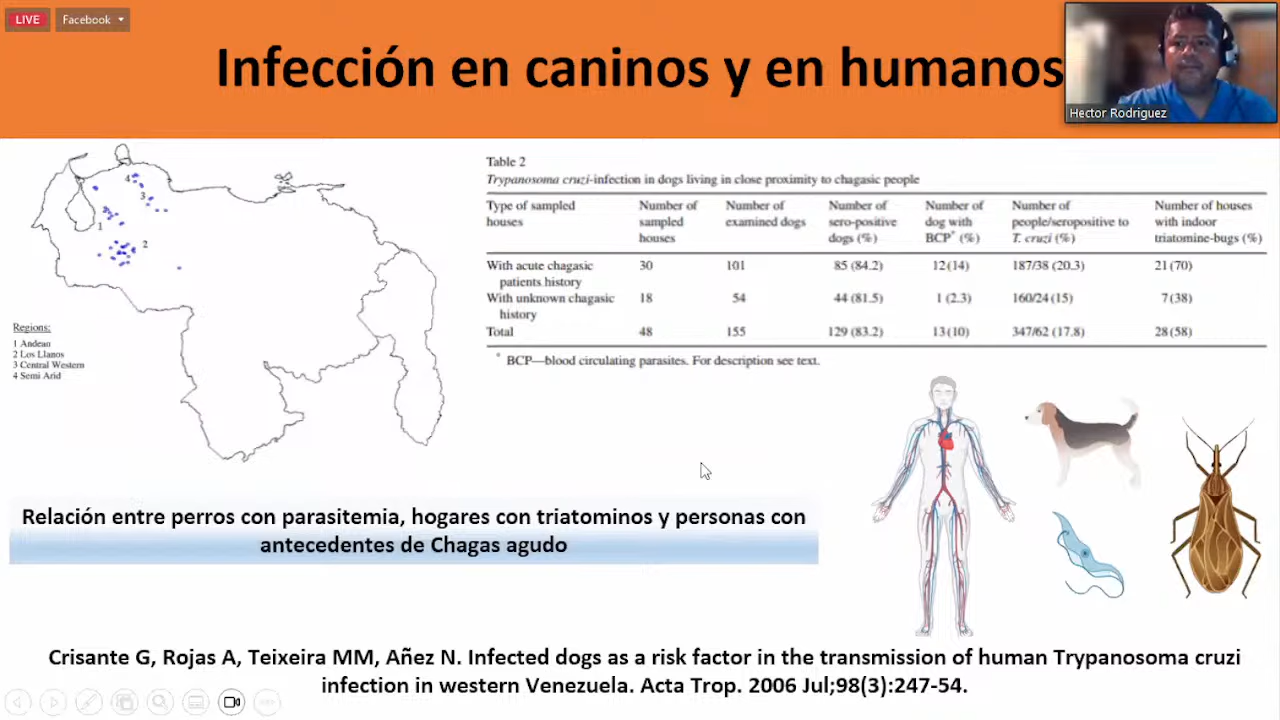 LIVE
Facebook
Infección en caninos y en humanos
Hector Rodriguez
4
3
1
2
Regions:
1 Andean
2 Los Llanos
3 Central Western
4 Semi Arid
Table 2
Trypanosoma cruzi-infection in dogs living in close proximity to chagasic people
Type of sampled houses Number of sampled houses Number of examined dogs Number of sero-positive dogs (%) Number of dog with BCP* (%) Number of people/seropositive to T. cruzi (%) Number of houses with indoor triatomine-bugs (%)
With acute chagasic patients history 30 101 85 (84.2) 12 (14) 187/38 (20.3) 21 (70)
With unknown chagasic history 18 54 44 (81.5) 1 (2.3) 160/24 (15) 7 (38)
Total 48 155 129 (83.2) 13 (10) 347/62 (17.8) 28 (58)
* BCP—blood circulating parasites. For description see text.
Relación entre perros con parasitemia, hogares con triatominos y personas con
antecedentes de Chagas agudo
Crisante G, Rojas A, Teixeira MM, Añez N. Infected dogs as a risk factor in the transmission of human Trypanosoma cruzi
infection in western Venezuela. Acta Trop. 2006 Jul;98(3):247-54.